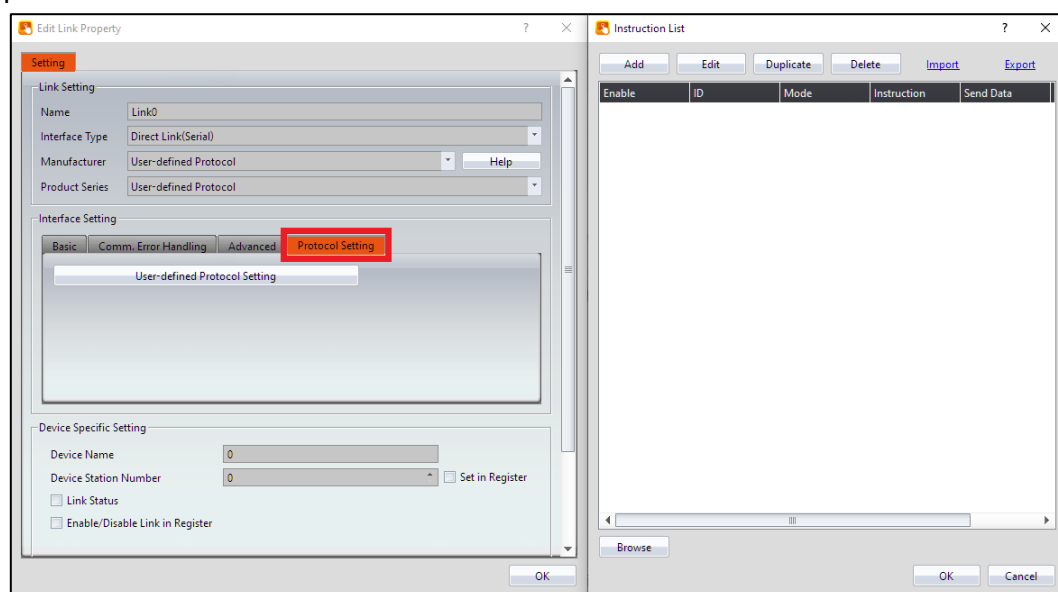 Edit Link Property ? ×
Setting
Link Setting
Name Link0
Interface Type Direct Link(Serial)
Manufacturer User-defined Protocol Help
Product Series User-defined Protocol
Interface Setting
Basic Comm. Error Handling Advanced Protocol Setting
User-defined Protocol Setting
Device Specific Setting
Device Name 0
Device Station Number 0 Set in Register
Link Status
Enable/Disable Link in Register
OK
Instruction List ? ×
Add Edit Duplicate Delete Import Export
Enable ID Mode Instruction Send Data
Browse
OK Cancel